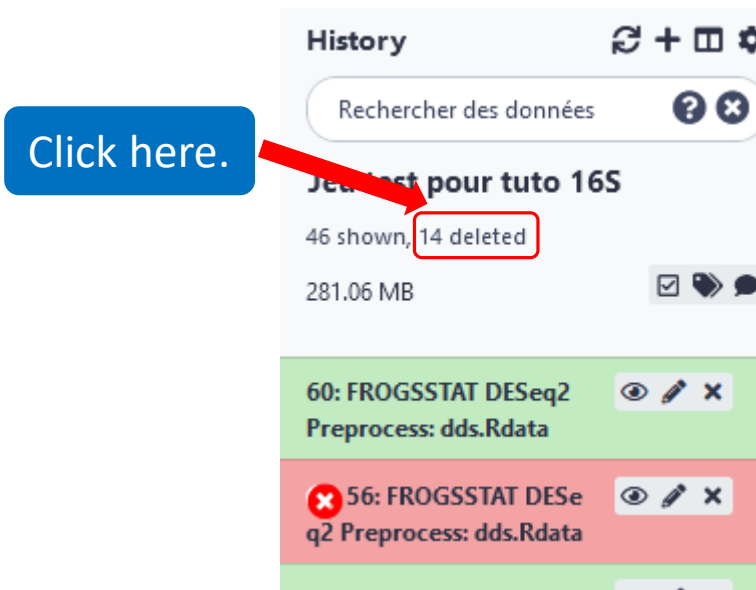 History
Rechercher des données
Click here.
Jeu test pour tuto 16S
46 shown, 14 deleted
281.06 MB
60: FROGSSTAT DESeq2
Preprocess: dds.Rdata
56: FROGSSTAT DESe
q2 Preprocess: dds.Rdata